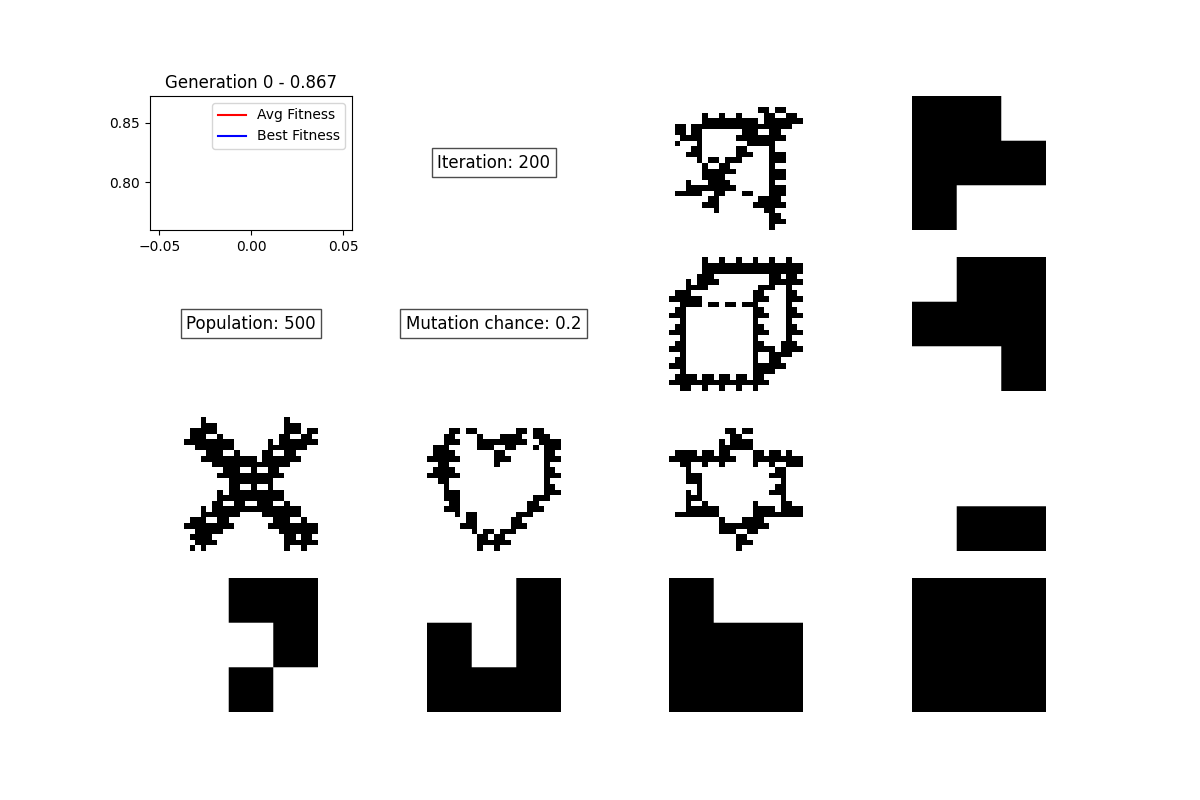 Generation 0 - 0.867
Avg Fitness
Best Fitness
0.85
0.80
−0.05 0.00 0.05
Iteration: 200
Population: 500
Mutation chance: 0.2